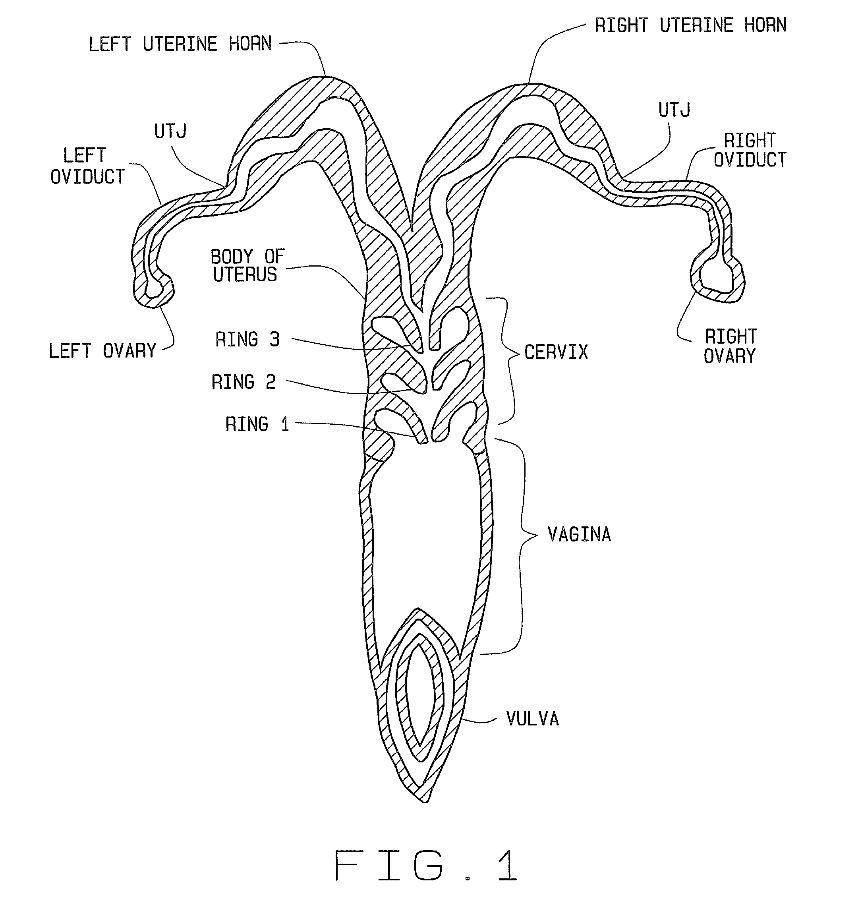 LEFT UTERINE HORN
RIGHT UTERINE HORN
UTJ
UTJ
LEFT
OVIDUCT
RIGHT
OVIDUCT
BODY OF
UTERUS
LEFT OVARY
RIGHT
OVARY
RING 3
RING 2
RING 1
CERVIX
VAGINA
VULVA
FIG. 1